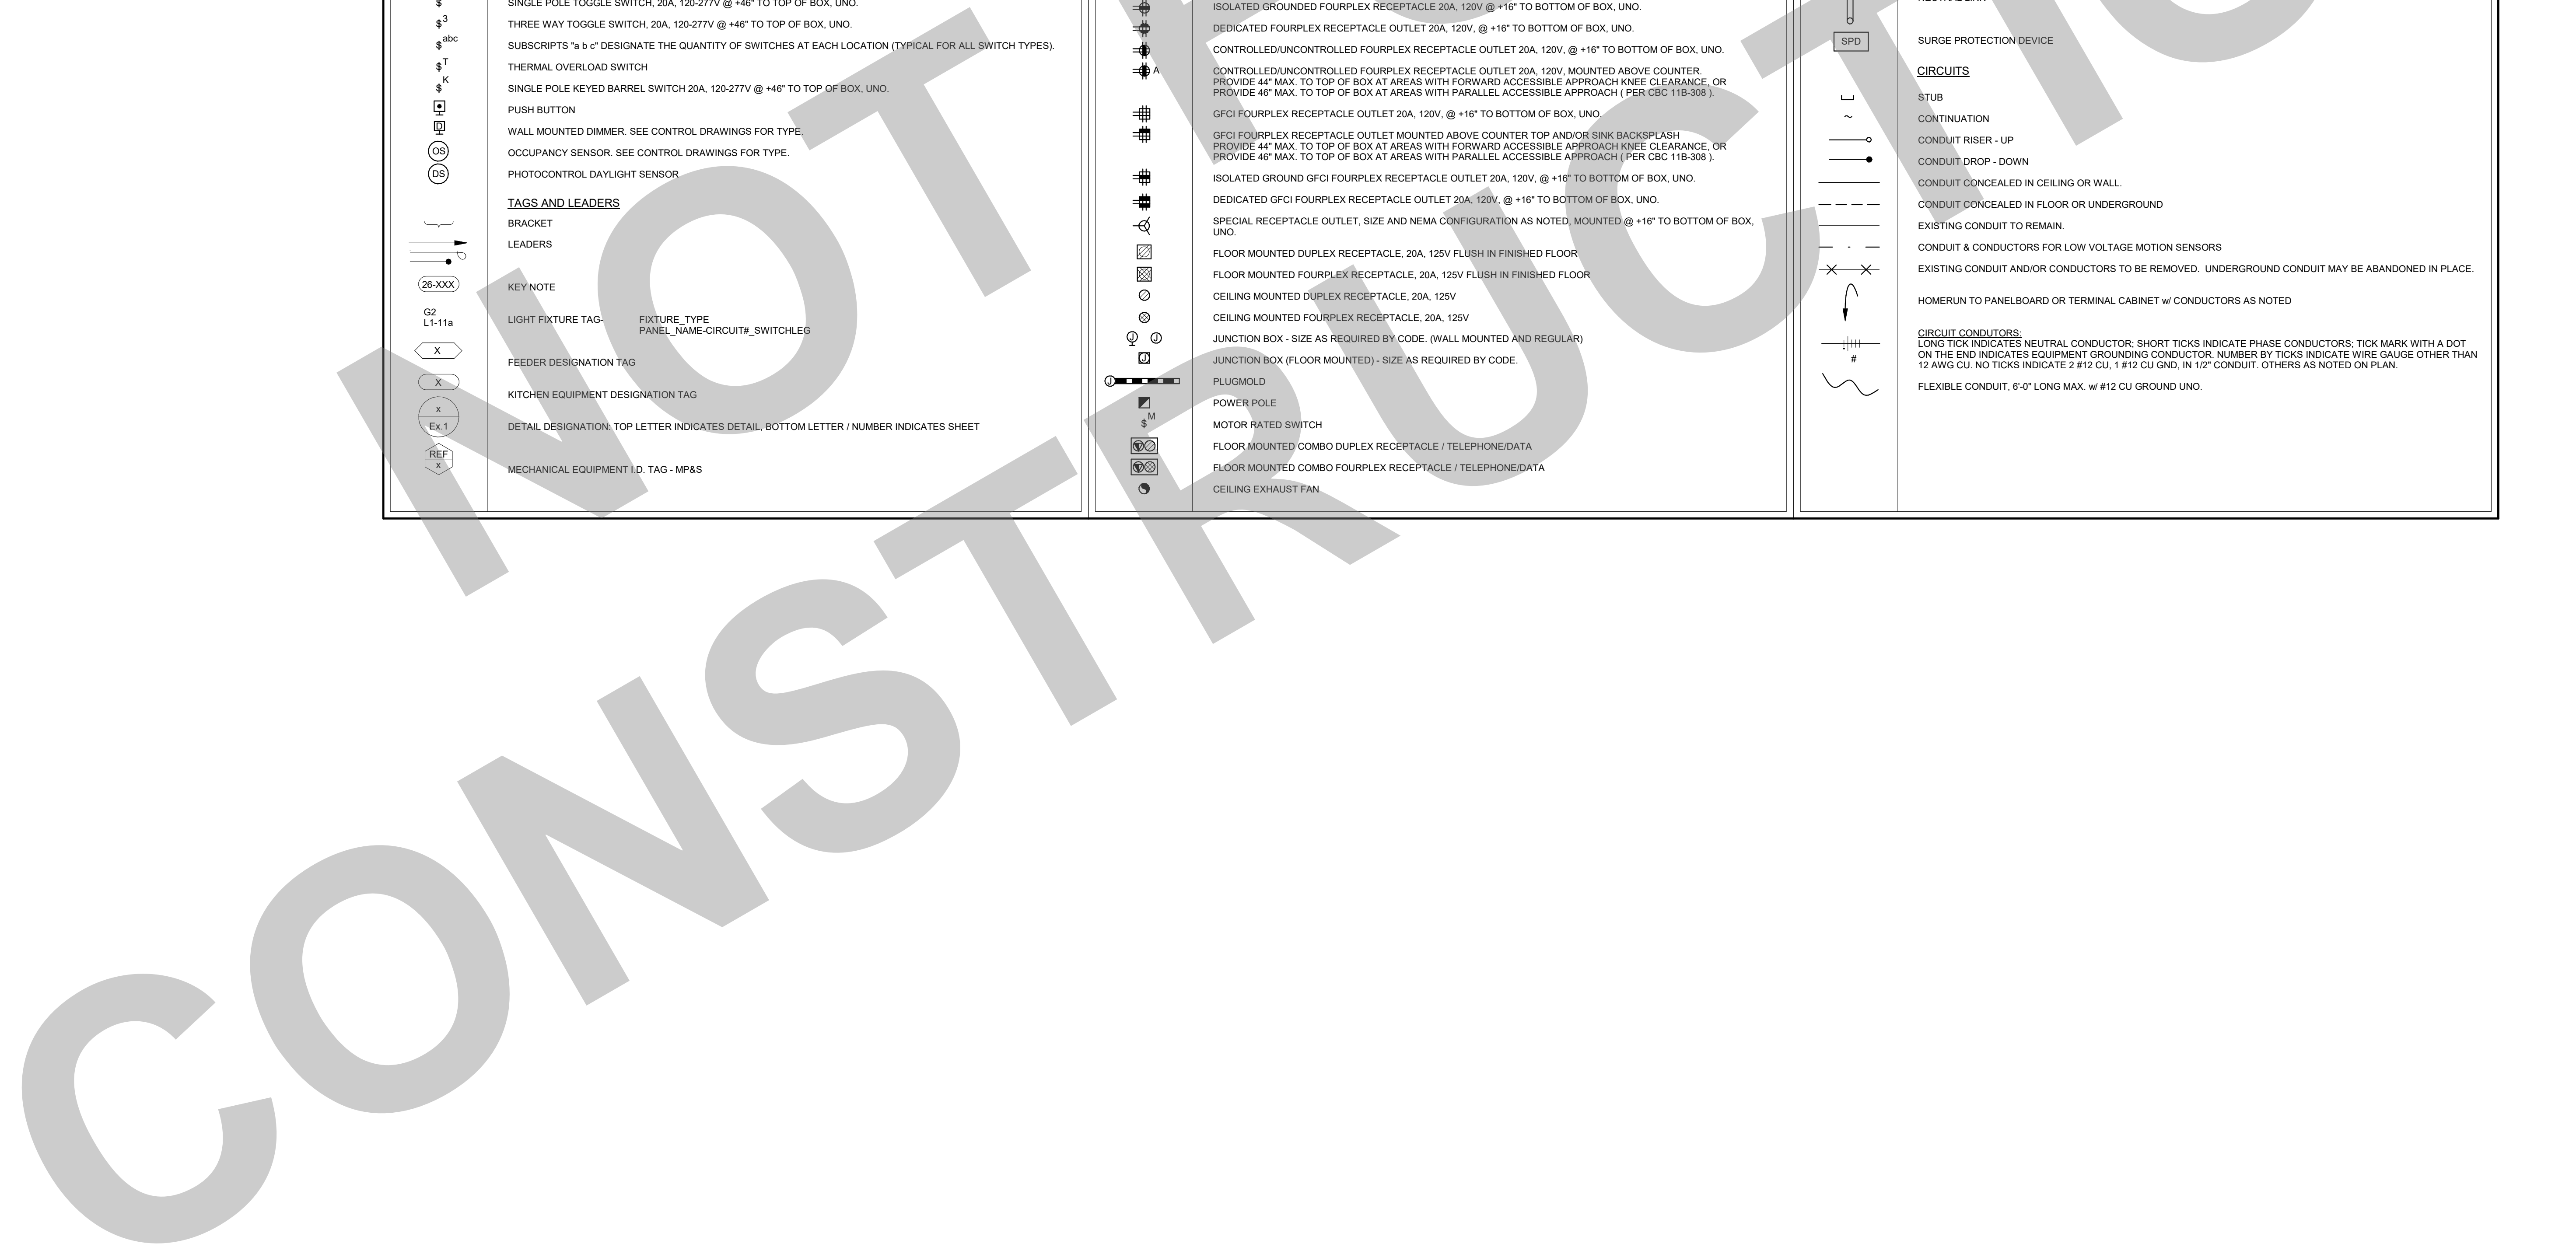 $
SINGLE POLE TOGGLE SWITCH, 20A, 120-277V @ +46" TO TOP OF BOX, UNO.
$3
THREE WAY TOGGLE SWITCH, 20A, 120-277V @ +46" TO TOP OF BOX, UNO.
$abc
SUBSCRIPTS "a b c" DESIGNATE THE QUANTITY OF SWITCHES AT EACH LOCATION (TYPICAL FOR ALL SWITCH TYPES).
$T
THERMAL OVERLOAD SWITCH
$K
SINGLE POLE KEYED BARREL SWITCH 20A, 120-277V @ +46" TO TOP OF BOX, UNO.
PUSH BUTTON
D
WALL MOUNTED DIMMER. SEE CONTROL DRAWINGS FOR TYPE.
OS
OCCUPANCY SENSOR. SEE CONTROL DRAWINGS FOR TYPE.
DS
PHOTOCONTROL DAYLIGHT SENSOR
TAGS AND LEADERS
BRACKET
LEADERS
26-XXX
KEY NOTE
G2
L1-11a
LIGHT FIXTURE TAG- FIXTURE_TYPE
PANEL_NAME-CIRCUIT#_SWITCHLEG
X
FEEDER DESIGNATION TAG
X
KITCHEN EQUIPMENT DESIGNATION TAG
x
Ex.1
DETAIL DESIGNATION: TOP LETTER INDICATES DETAIL, BOTTOM LETTER / NUMBER INDICATES SHEET
REF
x
MECHANICAL EQUIPMENT I.D. TAG - MP&S
ISOLATED GROUNDED FOURPLEX RECEPTACLE 20A, 120V @ +16" TO BOTTOM OF BOX, UNO.
DEDICATED FOURPLEX RECEPTACLE OUTLET 20A, 120V, @ +16" TO BOTTOM OF BOX, UNO.
CONTROLLED/UNCONTROLLED FOURPLEX RECEPTACLE OUTLET 20A, 120V, @ +16" TO BOTTOM OF BOX, UNO.
A
CONTROLLED/UNCONTROLLED FOURPLEX RECEPTACLE OUTLET 20A, 120V, MOUNTED ABOVE COUNTER.
PROVIDE 44" MAX. TO TOP OF BOX AT AREAS WITH FORWARD ACCESSIBLE APPROACH KNEE CLEARANCE, OR
PROVIDE 46" MAX. TO TOP OF BOX AT AREAS WITH PARALLEL ACCESSIBLE APPROACH ( PER CBC 11B-308 ).
GFCI FOURPLEX RECEPTACLE OUTLET 20A, 120V, @ +16" TO BOTTOM OF BOX, UNO.
GFCI FOURPLEX RECEPTACLE OUTLET MOUNTED ABOVE COUNTER TOP AND/OR SINK BACKSPLASH
PROVIDE 44" MAX. TO TOP OF BOX AT AREAS WITH FORWARD ACCESSIBLE APPROACH KNEE CLEARANCE, OR
PROVIDE 46" MAX. TO TOP OF BOX AT AREAS WITH PARALLEL ACCESSIBLE APPROACH ( PER CBC 11B-308 ).
ISOLATED GROUND GFCI FOURPLEX RECEPTACLE OUTLET 20A, 120V, @ +16" TO BOTTOM OF BOX, UNO.
DEDICATED GFCI FOURPLEX RECEPTACLE OUTLET 20A, 120V, @ +16" TO BOTTOM OF BOX, UNO.
SPECIAL RECEPTACLE OUTLET, SIZE AND NEMA CONFIGURATION AS NOTED, MOUNTED @ +16" TO BOTTOM OF BOX,
UNO.
FLOOR MOUNTED DUPLEX RECEPTACLE, 20A, 125V FLUSH IN FINISHED FLOOR
FLOOR MOUNTED FOURPLEX RECEPTACLE, 20A, 125V FLUSH IN FINISHED FLOOR
CEILING MOUNTED DUPLEX RECEPTACLE, 20A, 125V
CEILING MOUNTED FOURPLEX RECEPTACLE, 20A, 125V
J J
JUNCTION BOX - SIZE AS REQUIRED BY CODE. (WALL MOUNTED AND REGULAR)
J
JUNCTION BOX (FLOOR MOUNTED) - SIZE AS REQUIRED BY CODE.
J
PLUGMOLD
POWER POLE
$M
MOTOR RATED SWITCH
FLOOR MOUNTED COMBO DUPLEX RECEPTACLE / TELEPHONE/DATA
FLOOR MOUNTED COMBO FOURPLEX RECEPTACLE / TELEPHONE/DATA
CEILING EXHAUST FAN
SPD
SURGE PROTECTION DEVICE
CIRCUITS
STUB
~
CONTINUATION
CONDUIT RISER - UP
CONDUIT DROP - DOWN
CONDUIT CONCEALED IN CEILING OR WALL.
CONDUIT CONCEALED IN FLOOR OR UNDERGROUND
EXISTING CONDUIT TO REMAIN.
CONDUIT & CONDUCTORS FOR LOW VOLTAGE MOTION SENSORS
EXISTING CONDUIT AND/OR CONDUCTORS TO BE REMOVED. UNDERGROUND CONDUIT MAY BE ABANDONED IN PLACE.
HOMERUN TO PANELBOARD OR TERMINAL CABINET w/ CONDUCTORS AS NOTED
CIRCUIT CONDUTORS:
LONG TICK INDICATES NEUTRAL CONDUCTOR; SHORT TICKS INDICATE PHASE CONDUCTORS; TICK MARK WITH A DOT
ON THE END INDICATES EQUIPMENT GROUNDING CONDUCTOR. NUMBER BY TICKS INDICATE WIRE GAUGE OTHER THAN
12 AWG CU. NO TICKS INDICATE 2 #12 CU, 1 #12 CU GND, IN 1/2" CONDUIT. OTHERS AS NOTED ON PLAN.
#
FLEXIBLE CONDUIT, 6'-0" LONG MAX. w/ #12 CU GROUND UNO.
NOT
CONSTRUCTI